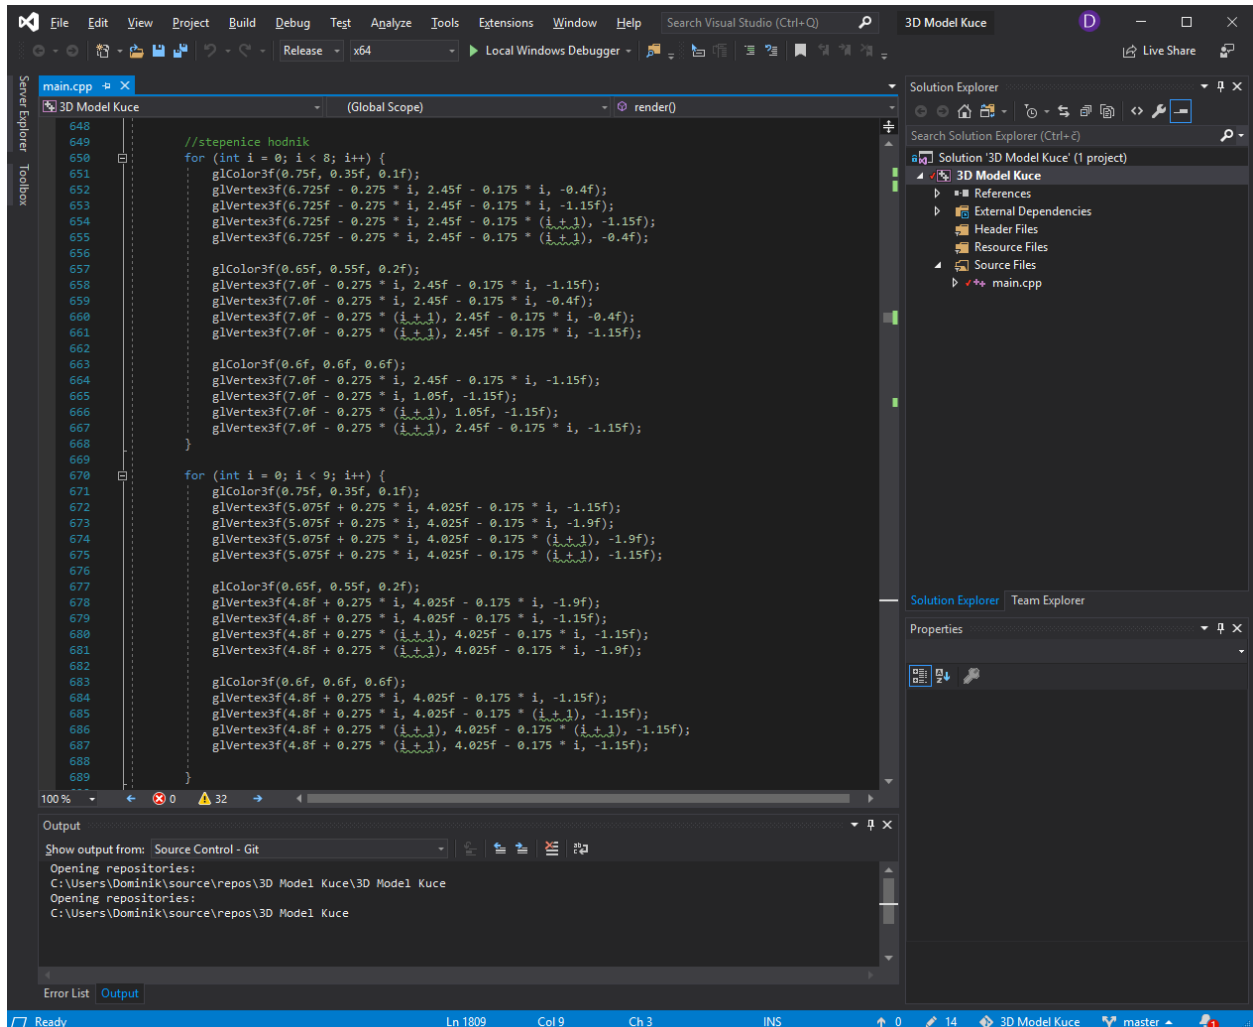 File Edit View Project Build Debug Test Analyze Tools Extensions Window Help Search Visual Studio (Ctrl+Q) 3D Model Kuce D
Release x64 Local Windows Debugger Live Share
Server Explorer
Toolbox
main.cpp
3D Model Kuce (Global Scope) render()
648
649 //stepenice hodnik
650 for (int i = 0; i < 8; i++) {
651 glColor3f(0.75f, 0.35f, 0.1f);
652 glVertex3f(6.725f - 0.275 * i, 2.45f - 0.175 * i, -0.4f);
653 glVertex3f(6.725f - 0.275 * i, 2.45f - 0.175 * i, -1.15f);
654 glVertex3f(6.725f - 0.275 * i, 2.45f - 0.175 * (i + 1), -1.15f);
655 glVertex3f(6.725f - 0.275 * i, 2.45f - 0.175 * (i + 1), -0.4f);
656
657 glColor3f(0.65f, 0.55f, 0.2f);
658 glVertex3f(7.0f - 0.275 * i, 2.45f - 0.175 * i, -1.15f);
659 glVertex3f(7.0f - 0.275 * i, 2.45f - 0.175 * i, -0.4f);
660 glVertex3f(7.0f - 0.275 * (i + 1), 2.45f - 0.175 * i, -0.4f);
661 glVertex3f(7.0f - 0.275 * (i + 1), 2.45f - 0.175 * i, -1.15f);
662
663 glColor3f(0.6f, 0.6f, 0.6f);
664 glVertex3f(7.0f - 0.275 * i, 2.45f - 0.175 * i, -1.15f);
665 glVertex3f(7.0f - 0.275 * i, 1.05f, -1.15f);
666 glVertex3f(7.0f - 0.275 * (i + 1), 1.05f, -1.15f);
667 glVertex3f(7.0f - 0.275 * (i + 1), 2.45f - 0.175 * i, -1.15f);
668 }
669
670 for (int i = 0; i < 9; i++) {
671 glColor3f(0.75f, 0.35f, 0.1f);
672 glVertex3f(5.075f + 0.275 * i, 4.025f - 0.175 * i, -1.15f);
673 glVertex3f(5.075f + 0.275 * i, 4.025f - 0.175 * i, -1.9f);
674 glVertex3f(5.075f + 0.275 * i, 4.025f - 0.175 * (i + 1), -1.9f);
675 glVertex3f(5.075f + 0.275 * i, 4.025f - 0.175 * (i + 1), -1.15f);
676
677 glColor3f(0.65f, 0.55f, 0.2f);
678 glVertex3f(4.8f + 0.275 * i, 4.025f - 0.175 * i, -1.9f);
679 glVertex3f(4.8f + 0.275 * i, 4.025f - 0.175 * i, -1.15f);
680 glVertex3f(4.8f + 0.275 * (i + 1), 4.025f - 0.175 * i, -1.15f);
681 glVertex3f(4.8f + 0.275 * (i + 1), 4.025f - 0.175 * i, -1.9f);
682
683 glColor3f(0.6f, 0.6f, 0.6f);
684 glVertex3f(4.8f + 0.275 * i, 4.025f - 0.175 * i, -1.15f);
685 glVertex3f(4.8f + 0.275 * i, 4.025f - 0.175 * (i + 1), -1.15f);
686 glVertex3f(4.8f + 0.275 * (i + 1), 4.025f - 0.175 * (i + 1), -1.15f);
687 glVertex3f(4.8f + 0.275 * (i + 1), 4.025f - 0.175 * i, -1.15f);
688
689 }
100 % 0 32
Output
Show output from: Source Control - Git
Opening repositories:
C:\Users\Dominik\source\repos\3D Model Kuce\3D Model Kuce
Opening repositories:
C:\Users\Dominik\source\repos\3D Model Kuce
Error List Output
Solution Explorer
Search Solution Explorer (Ctrl+č)
Solution '3D Model Kuce' (1 project)
3D Model Kuce
References
External Dependencies
Header Files
Resource Files
Source Files
main.cpp
Solution Explorer Team Explorer
Properties
Ready Ln 1809 Col 9 Ch 3 INS 0 14 3D Model Kuce master 1